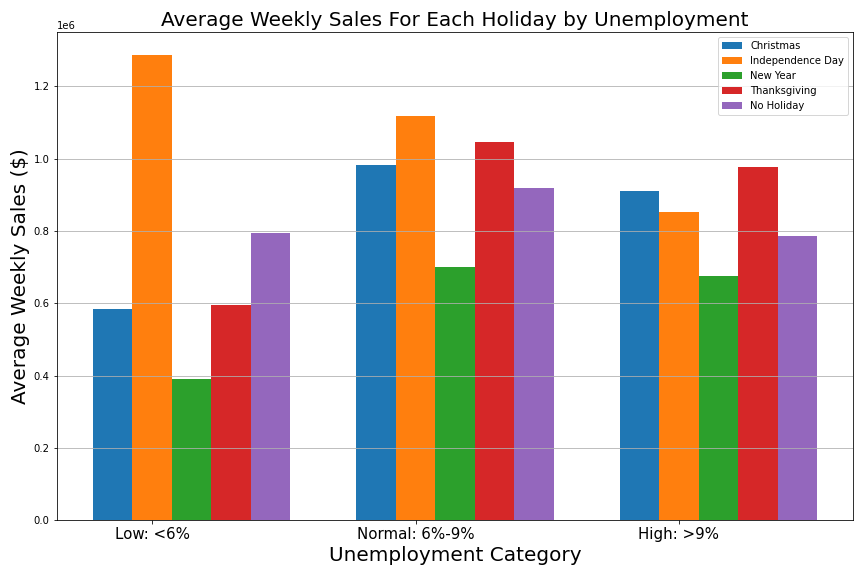 Average Weekly Sales For Each Holiday by Unemployment
1e6
Christmas
Independence Day
New Year
Thanksgiving
No Holiday
1.2
1.0
0.8
0.6
0.4
0.2
0.0
Average Weekly Sales ($)
Low: <6%
Normal: 6%-9%
High: >9%
Unemployment Category